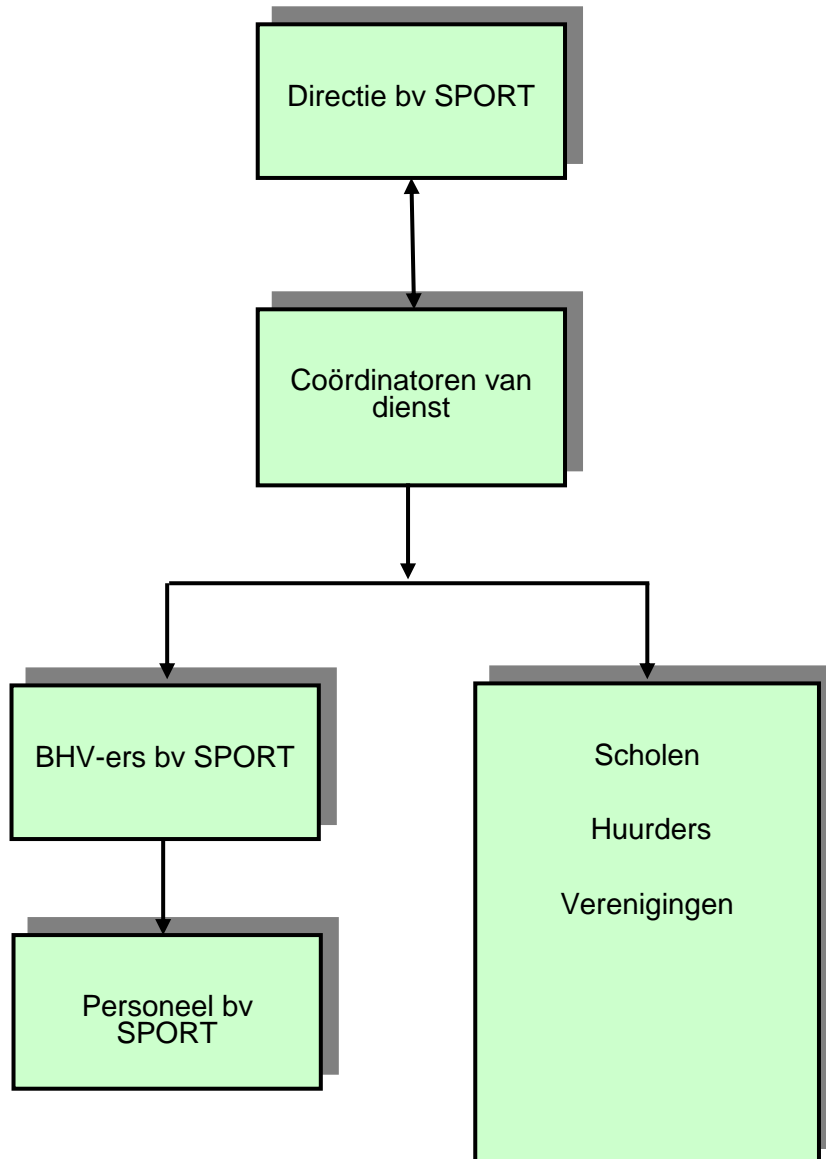 Directie bv SPORT
Coördinatoren van
dienst
BHV-ers bv SPORT
Personeel bv
SPORT
Scholen
Huurders
Verenigingen